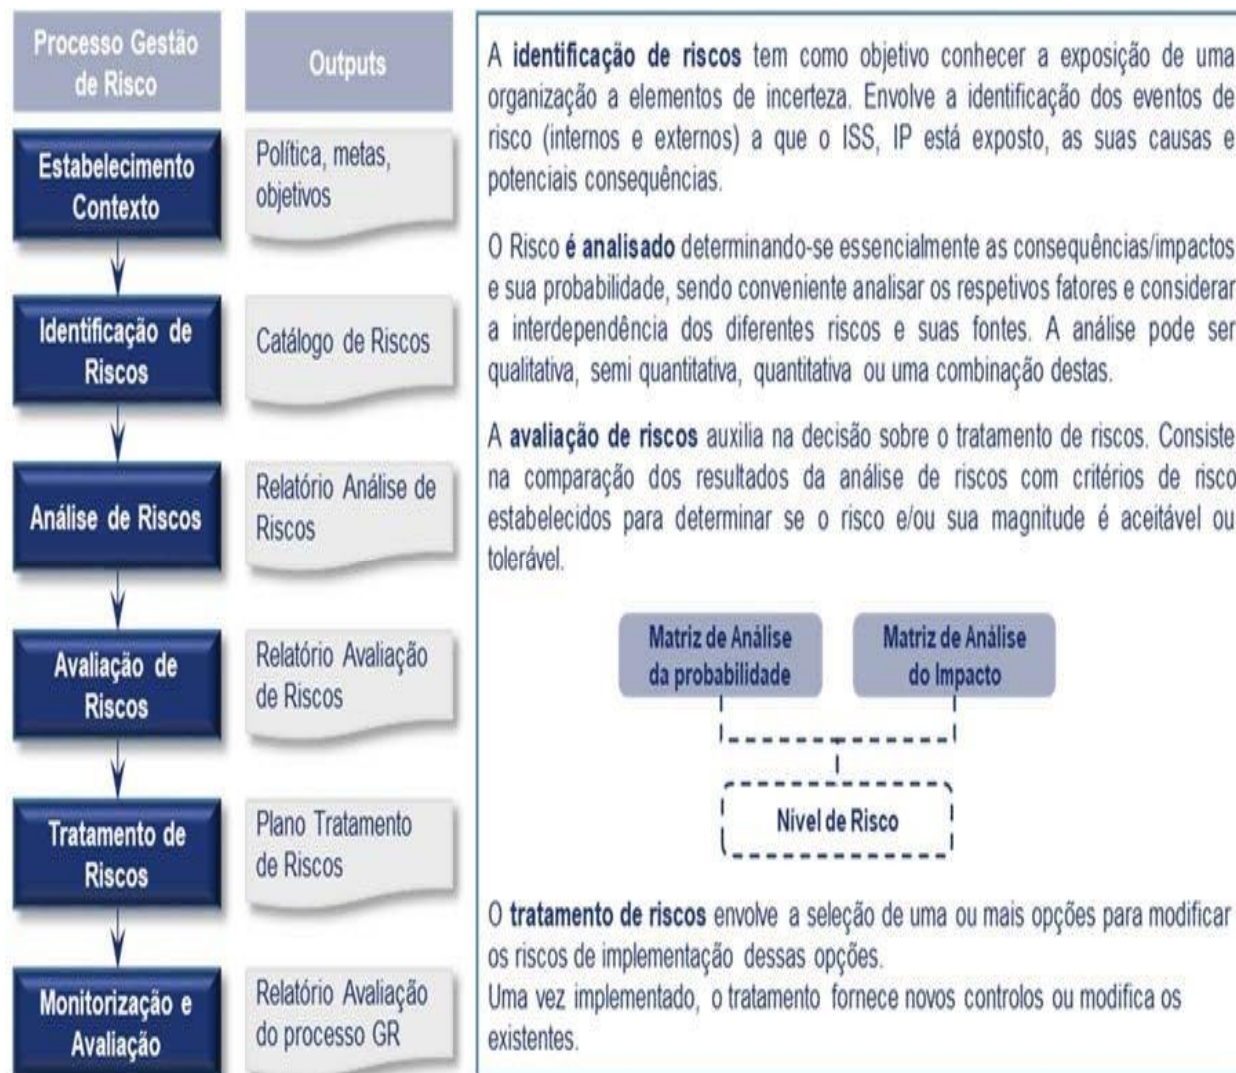 Processo Gestão
de Risco
Outputs
Estabelecimento
Contexto
Política, metas,
objetivos
Identificação de
Riscos
Catálogo de Riscos
Análise de Riscos
Relatório Análise de
Riscos
Avaliação de
Riscos
Relatório Avaliação
de Riscos
Tratamento de
Riscos
Plano Tratamento
de Riscos
Monitorização e
Avaliação
Relatório Avaliação
do processo GR
A identificação de riscos tem como objetivo conhecer a exposição de uma
organização a elementos de incerteza. Envolve a identificação dos eventos de
risco (internos e externos) a que o ISS, IP está exposto, as suas causas e
potenciais consequências.
O Risco é analisado determinando-se essencialmente as consequências/impactos
e sua probabilidade, sendo conveniente analisar os respetivos fatores e considerar
a interdependência dos diferentes riscos e suas fontes. A análise pode ser
qualitativa, semi quantitativa, quantitativa ou uma combinação destas.
A avaliação de riscos auxilia na decisão sobre o tratamento de riscos. Consiste
na comparação dos resultados da análise de riscos com critérios de risco
estabelecidos para determinar se o risco e/ou sua magnitude é aceitável ou
tolerável.
Matriz de Análise
da probabilidade
Matriz de Análise
do Impacto
Nivel de Risco
O tratamento de riscos envolve a seleção de uma ou mais opções para modificar
os riscos de implementação dessas opções.
Uma vez implementado, o tratamento fornece novos controlos ou modifica os
existentes.